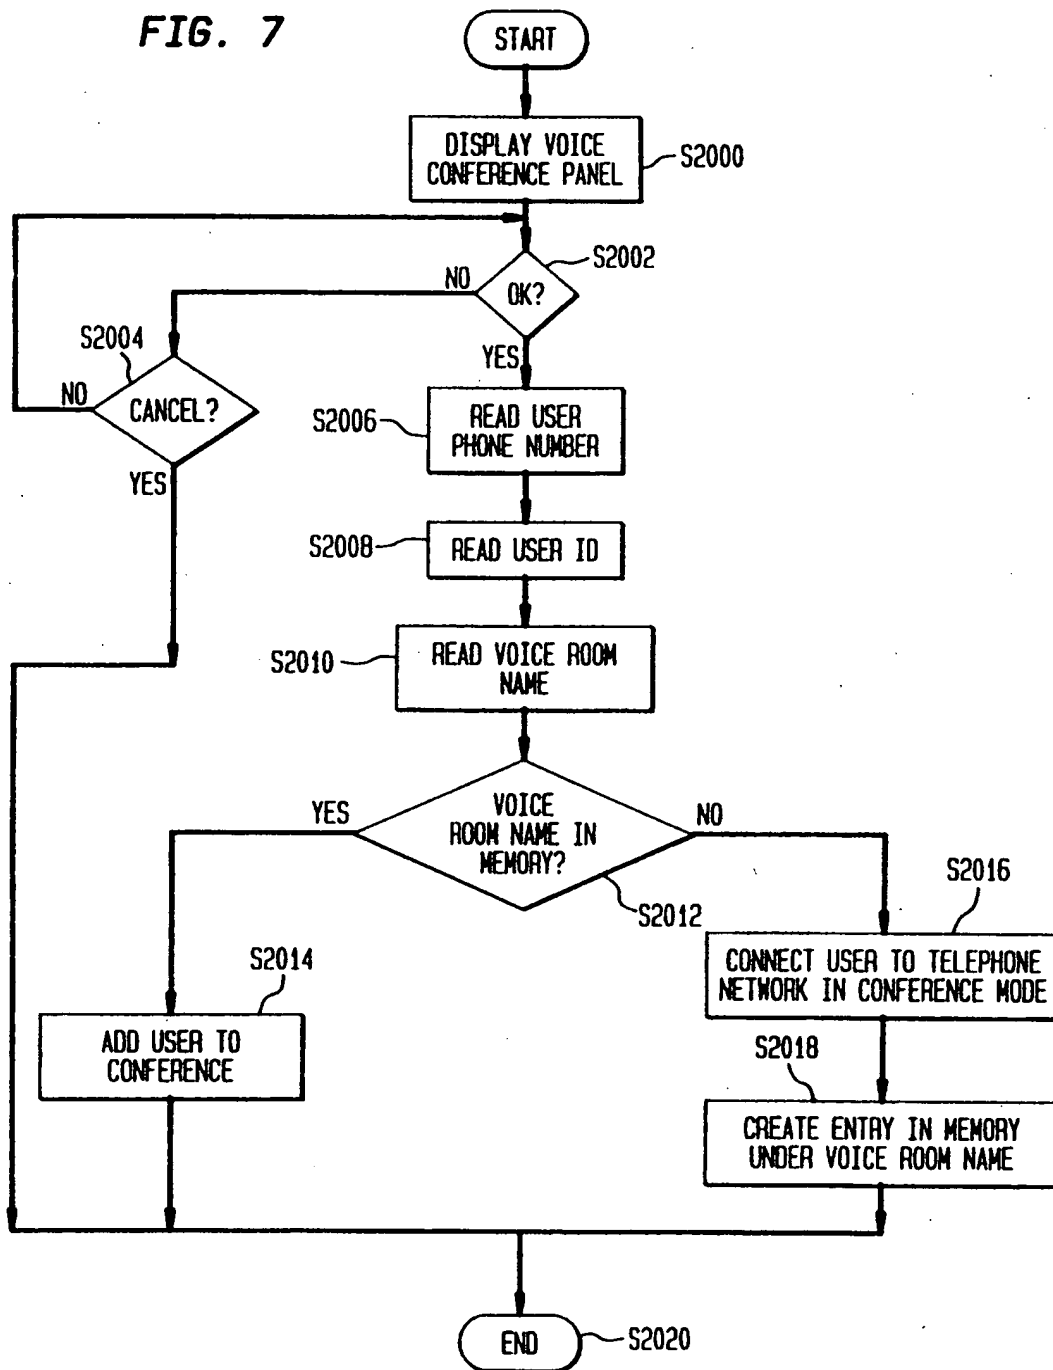 FIG. 7
START
DISPLAY VOICE
CONFERENCE PANEL
S2000
S2002
NO
OK?
S2004
YES
NO
CANCEL?
S2006
READ USER
PHONE NUMBER
YES
S2008
READ USER ID
S2010
READ VOICE ROOM
NAME
YES
VOICE
ROOM NAME IN
MEMORY?
NO
S2012
S2016
S2014
CONNECT USER TO TELEPHONE
NETWORK IN CONFERENCE MODE
ADD USER TO
CONFERENCE
S2018
CREATE ENTRY IN MEMORY
UNDER VOICE ROOM NAME
END
S2020